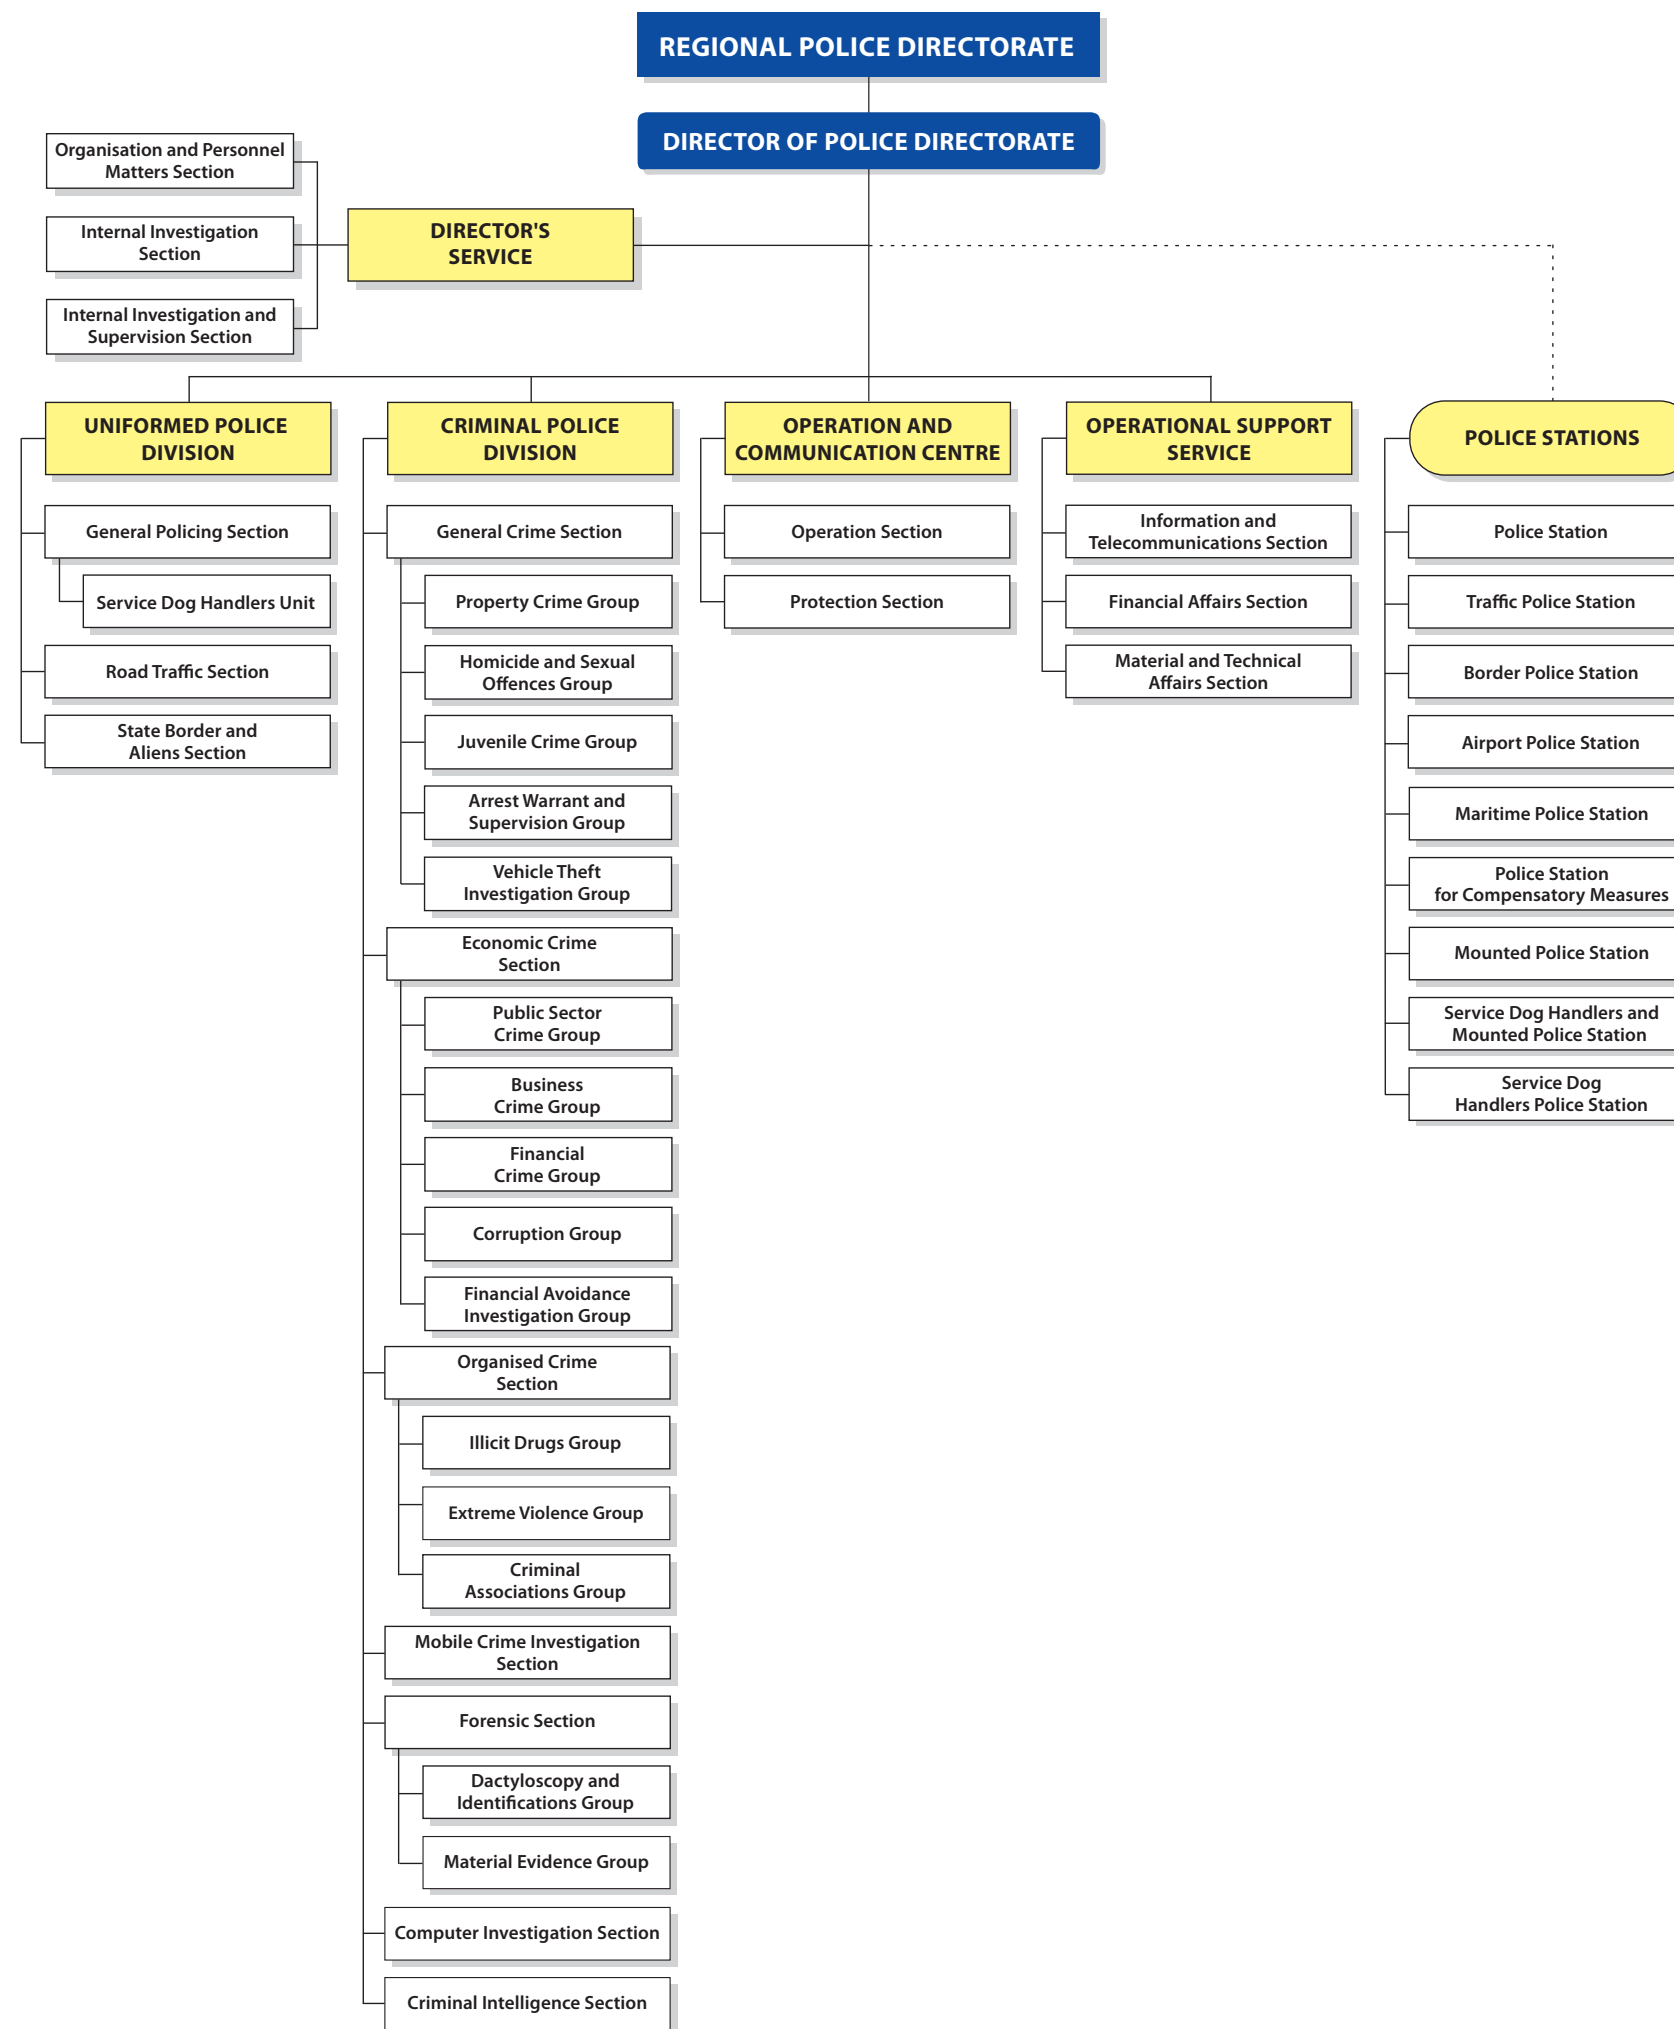 REGIONAL POLICE DIRECTORATE
DIRECTOR OF POLICE DIRECTORATE
Organisation and Personnel
Matters Section
Internal Investigation
Section
Internal Investigation and
Supervision Section
DIRECTOR'S
SERVICE
UNIFORMED POLICE
DIVISION
General Policing Section
Service Dog Handlers Unit
Road Traffic Section
State Border and
Aliens Section
CRIMINAL POLICE
DIVISION
General Crime Section
Property Crime Group
Homicide and Sexual
Offences Group
Juvenile Crime Group
Arrest Warrant and
Supervision Group
Vehicle Theft
Investigation Group
Economic Crime
Section
Public Sector
Crime Group
Business
Crime Group
Financial
Crime Group
Corruption Group
Financial Avoidance
Investigation Group
Organised Crime
Section
Illicit Drugs Group
Extreme Violence Group
Criminal
Associations Group
Mobile Crime Investigation
Section
Forensic Section
Dactyloscopy and
Identifications Group
Material Evidence Group
Computer Investigation Section
Criminal Intelligence Section
OPERATION AND
COMMUNICATION CENTRE
Operation Section
Protection Section
OPERATIONAL SUPPORT
SERVICE
Information and
Telecommunications Section
Financial Affairs Section
Material and Technical
Affairs Section
POLICE STATIONS
Police Station
Traffic Police Station
Border Police Station
Airport Police Station
Maritime Police Station
Police Station
for Compensatory Measures
Mounted Police Station
Service Dog Handlers and
Mounted Police Station
Service Dog
Handlers Police Station